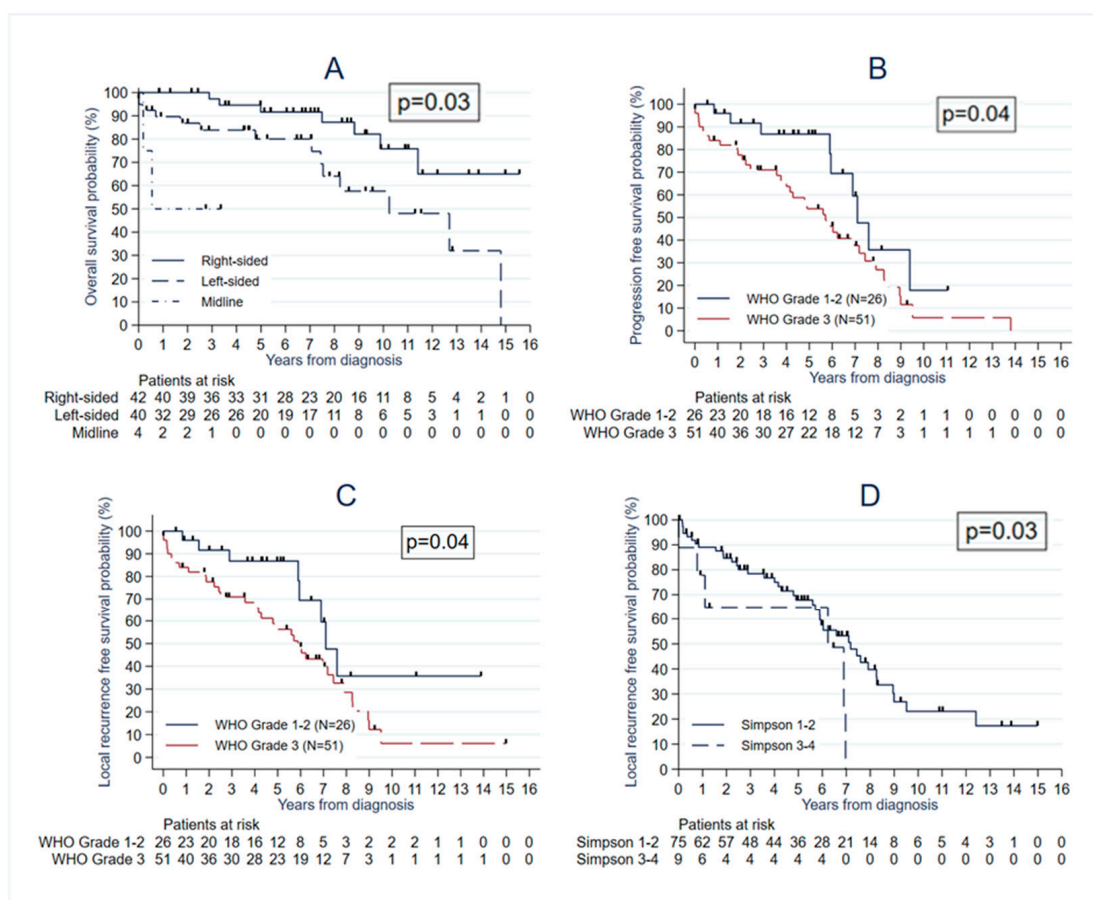 A
p=0.03
Overall survival probability (%)
100
90
80
70
60
50
40
30
20
10
0
Right-sided
Left-sided
Midline
0 1 2 3 4 5 6 7 8 9 10 11 12 13 14 15 16
Years from diagnosis
Patients at risk
Right-sided 42 40 39 36 33 31 28 23 20 16 11 8 5 4 2 1 0
Left-sided 40 32 29 26 26 20 19 17 11 8 6 5 3 1 1 0 0
Midline 4 2 2 1 0 0 0 0 0 0 0 0 0 0 0 0 0
B
p=0.04
Progression free survival probability (%)
100
90
80
70
60
50
40
30
20
10
0
WHO Grade 1-2 (N=26)
WHO Grade 3 (N=51)
0 1 2 3 4 5 6 7 8 9 10 11 12 13 14 15 16
Years from diagnosis
Patients at risk
WHO Grade 1-2 26 23 20 18 16 12 8 5 3 2 1 1 0 0 0 0
WHO Grade 3 51 40 36 30 27 22 18 12 7 3 1 1 1 1 0 0
C
p=0.04
Local recurrence free survival probability (%)
100
90
80
70
60
50
40
30
20
10
0
WHO Grade 1-2 (N=26)
WHO Grade 3 (N=51)
0 1 2 3 4 5 6 7 8 9 10 11 12 13 14 15 16
Years from diagnosis
Patients at risk
WHO Grade 1-2 26 23 20 18 16 12 8 5 3 2 2 2 1 1 0 0 0
WHO Grade 3 51 40 36 30 28 23 19 12 7 3 1 1 1 1 1 0 0
D
p=0.03
Local recurrence free survival probability (%)
100
90
80
70
60
50
40
30
20
10
0
Simpson 1-2
Simpson 3-4
0 1 2 3 4 5 6 7 8 9 10 11 12 13 14 15 16
Years from diagnosis
Patients at risk
Simpson 1-2 75 62 57 48 44 36 28 21 14 8 6 5 4 3 1 0 0
Simpson 3-4 9 6 4 4 4 4 4 0 0 0 0 0 0 0 0 0 0